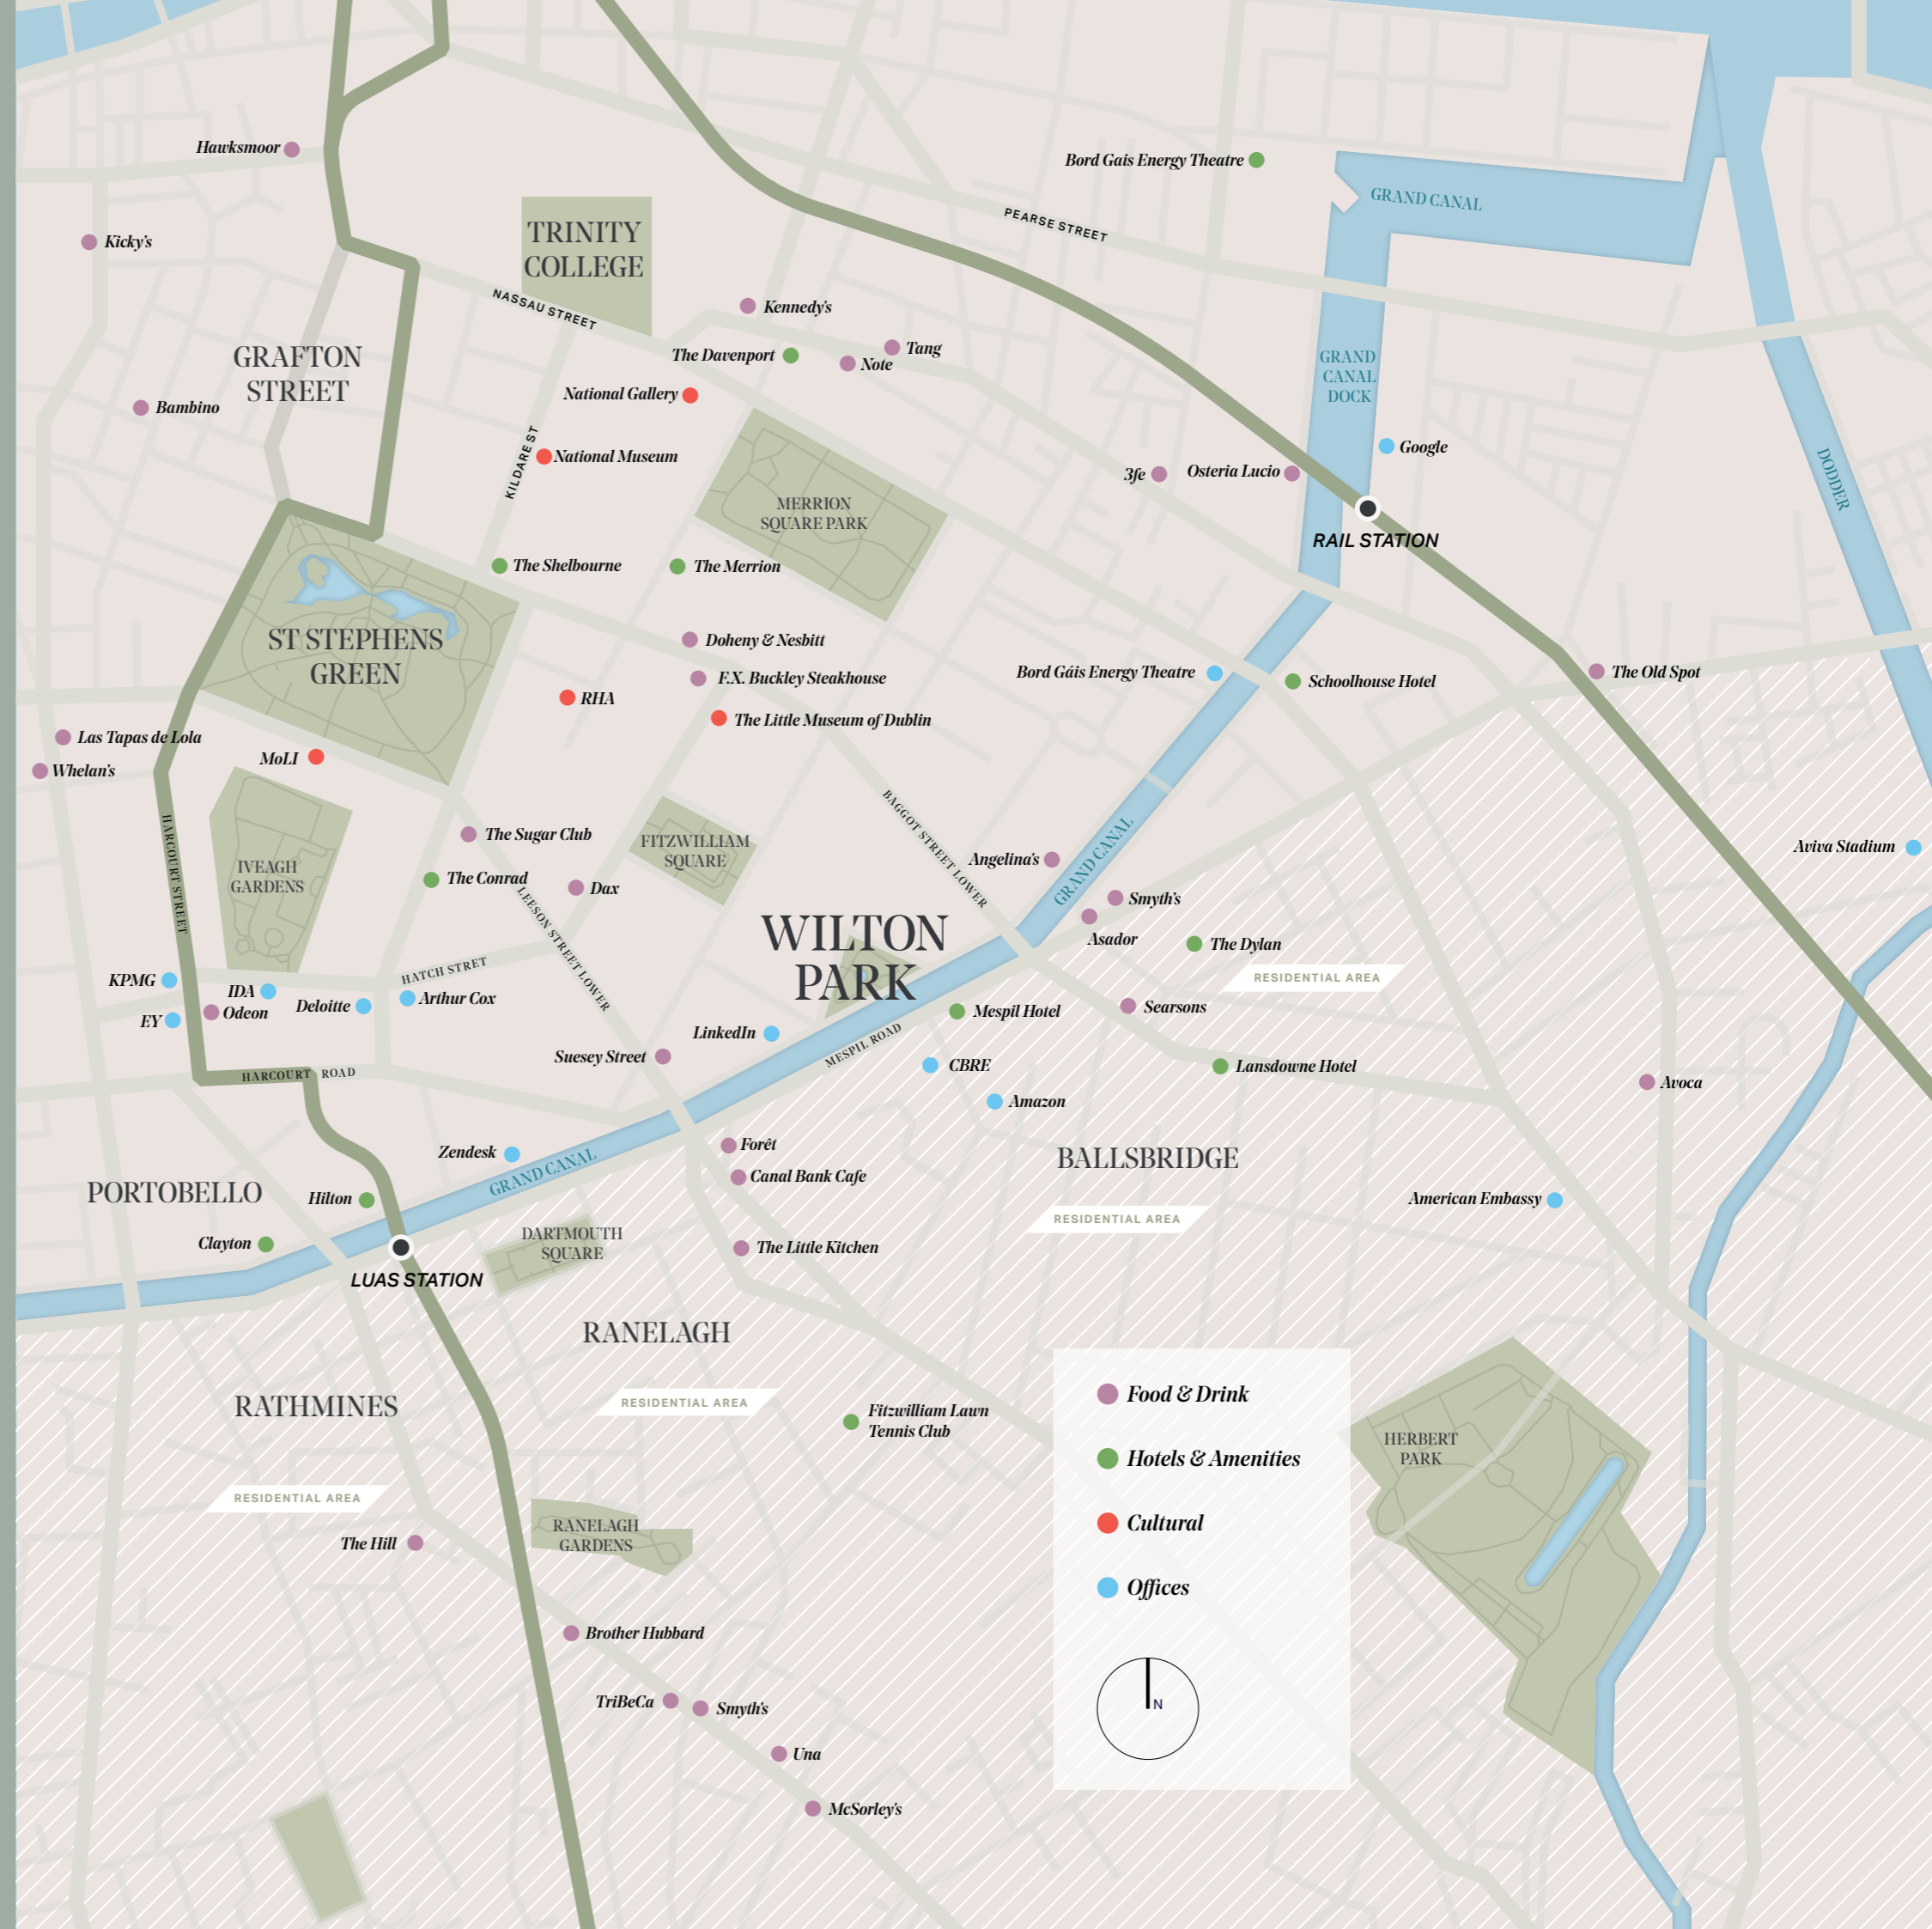 Hawksmoor
Bord Gais Energy Theatre
GRAND CANAL
PEARSE STREET
TRINITY
COLLEGE
Kicky's
NASSAU STREET
Kennedy's
GRAFTON
STREET
The Davenport
Tang
Note
GRAND
CANAL
DOCK
National Gallery
Bambino
KILDARE ST
National Museum
Google
3fe
Osteria Lucio
DODDER
MERRION
SQUARE PARK
RAIL STATION
The Shelbourne
The Merrion
ST STEPHENS
GREEN
Doheny & Nesbitt
F.X. Buckley Steakhouse
Bord Gáis Energy Theatre
Schoolhouse Hotel
The Old Spot
RHA
The Little Museum of Dublin
Las Tapas de Lola
MoLI
Whelan's
HARCOURT STREET
The Sugar Club
FITZWILLIAM
SQUARE
BAGGOT STREET LOWER
GRAND CANAL
Aviva Stadium
IVEAGH
GARDENS
The Conrad
Dax
Angelina's
LEESON STREET LOWER
Smyth's
Asador
WILTON
PARK
The Dylan
HATCH STRET
RESIDENTIAL AREA
KPMG
IDA
Odeon
Deloitte
Arthur Cox
EY
Mespil Hotel
Searsons
LinkedIn
MESPIL ROAD
Suesey Street
CBRE
Lansdowne Hotel
HARCOURT ROAD
Avoca
Amazon
Zendesk
GRAND CANAL
Forêt
Canal Bank Cafe
BALLSBRIDGE
PORTOBELLO
Hilton
American Embassy
RESIDENTIAL AREA
Clayton
DARTMOUTH
SQUARE
The Little Kitchen
LUAS STATION
RANELAGH
RATHMINES
RESIDENTIAL AREA
Fitzwilliam Lawn
Tennis Club
Food & Drink
Hotels & Amenities
Cultural
Offices
N
HERBERT
PARK
RESIDENTIAL AREA
The Hill
RANELAGH
GARDENS
Brother Hubbard
TriBeCa
Smyth's
Una
McSorley's